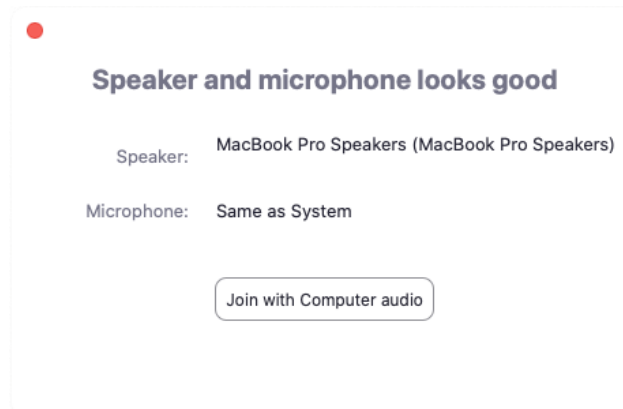 Speaker and microphone looks good
Speaker: MacBook Pro Speakers (MacBook Pro Speakers)
Microphone: Same as System
Join with Computer audio